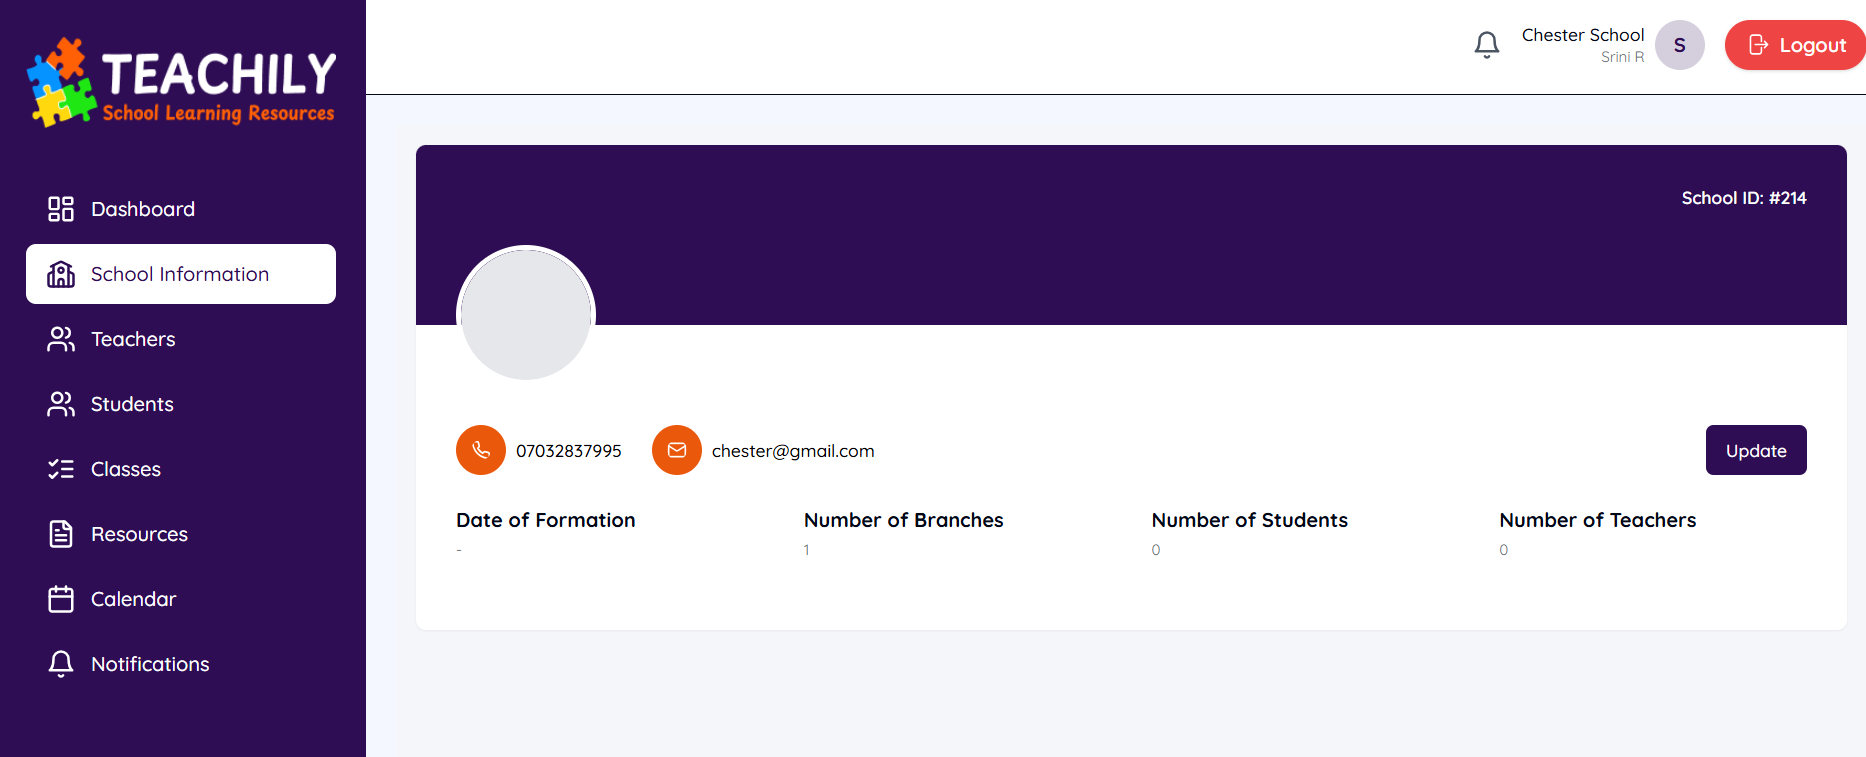 TEACHILY
School Learning Resources
Dashboard
School Information
Teachers
Students
Classes
Resources
Calendar
Notifications
Chester School
Srini R
S
Logout
School ID: #214
07032837995
chester@gmail.com
Update
Date of Formation
-
Number of Branches
1
Number of Students
0
Number of Teachers
0